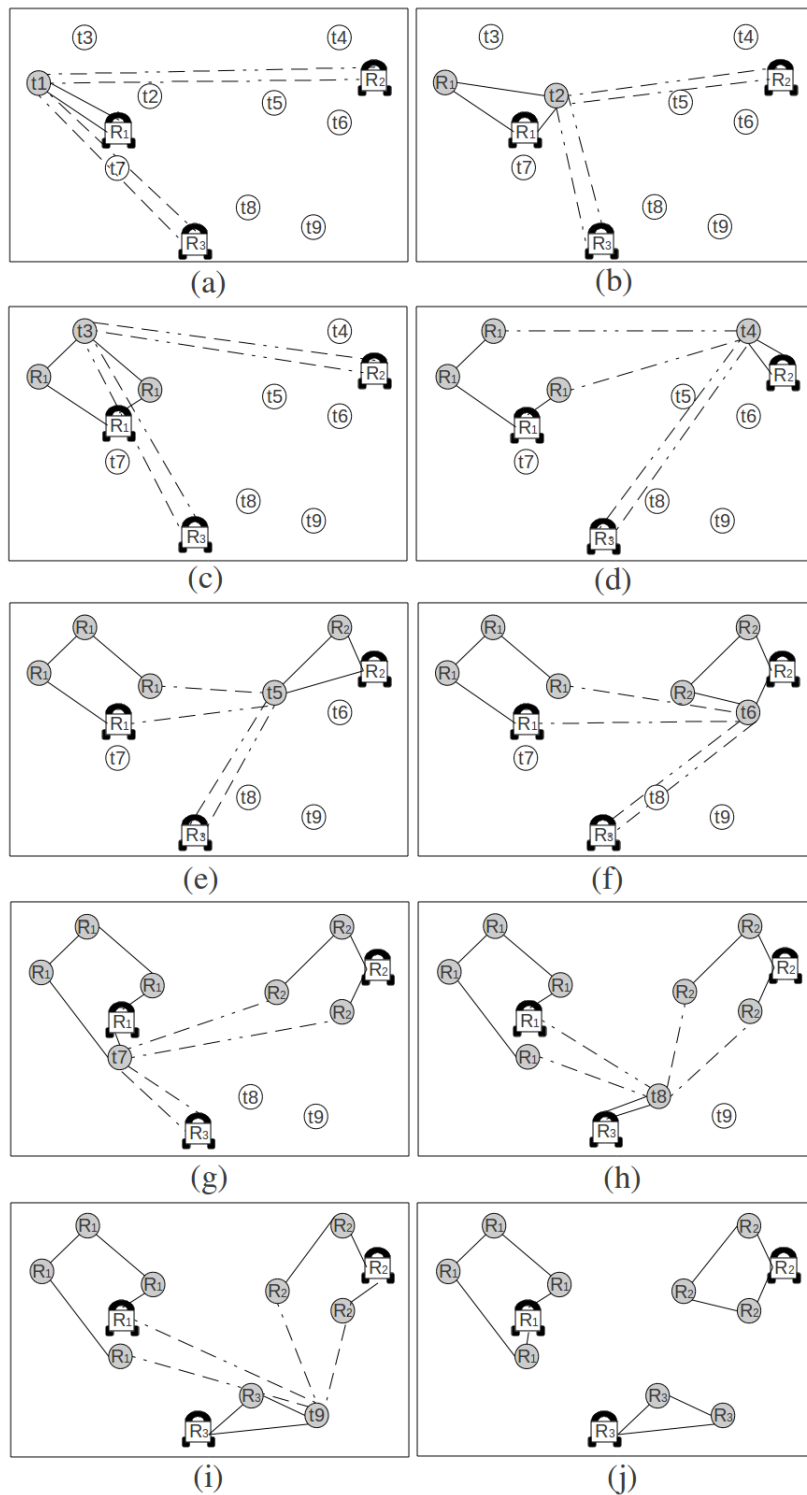 t3 t4
t1 t2 t5 R2
R1 t6
t7
t8
t9
R3
(a)
t3 t4
R1 t2 t5 R2
R1 t6
t7
t8
t9
R3
(b)
t3 t4
R1 R1 t5 R2
R1 t6
t7
t8
t9
R3
(c)
R1 t4
R1 R1 t5 R2
R1 t6
t7
t8
t9
R3
(d)
R1 R2
R1 R1 t5 R2
R1 t6
t7
t8
t9
R3
(e)
R1 R2
R1 R1 R2 R2
R1 t6
t7
t8
t9
R3
(f)
R1 R2
R1 R1 R2 R2
R1 R2
t7
t8
t9
R3
(g)
R1 R2
R1 R1 R2 R2
R1 R2
R1
t8
t9
R3
(h)
R1 R2
R1 R1 R2 R2
R1 R2
R1
R3
t9
R3
(i)
R1 R2
R1 R1 R2 R2
R1 R2
R1
R3
R3
R3
(j)